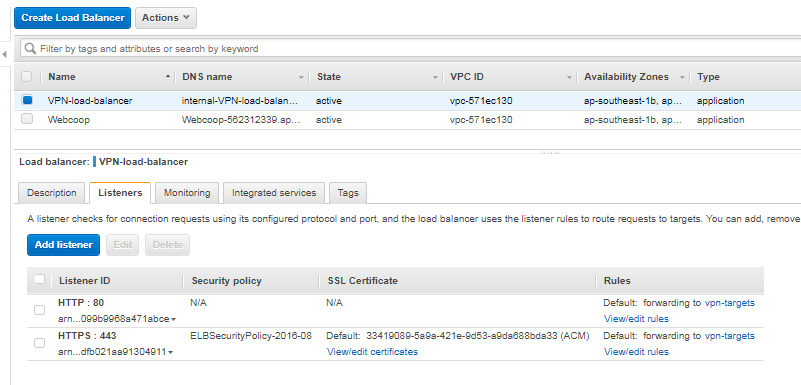 Create Load Balancer Actions
Filter by tags and attributes or search by keyword
Name DNS name State VPC ID Availability Zones Type
VPN-load-balancer internal-VPN-load-balan... active vpc-571ec130 ap-southeast-1b, ap... application
Webcoop Webcoop-562312339.ap... active vpc-571ec130 ap-southeast-1b, ap... application
Load balancer: VPN-load-balancer
Description Listeners Monitoring Integrated services Tags
A listener checks for connection requests using its configured protocol and port, and the load balancer uses the listener rules to route requests to targets. You can add, remove
Add listener Edit Delete
Listener ID Security policy SSL Certificate Rules
HTTP : 80 N/A N/A Default: forwarding to vpn-targets
arn...099b9968a471abce View/edit rules
HTTPS : 443 ELBSecurityPolicy-2016-08 Default: 33419089-5a9a-421e-9d53-a9da688bda33 (ACM) Default: forwarding to vpn-targets
arn...dfb021aa91304911 View/edit certificates View/edit rules